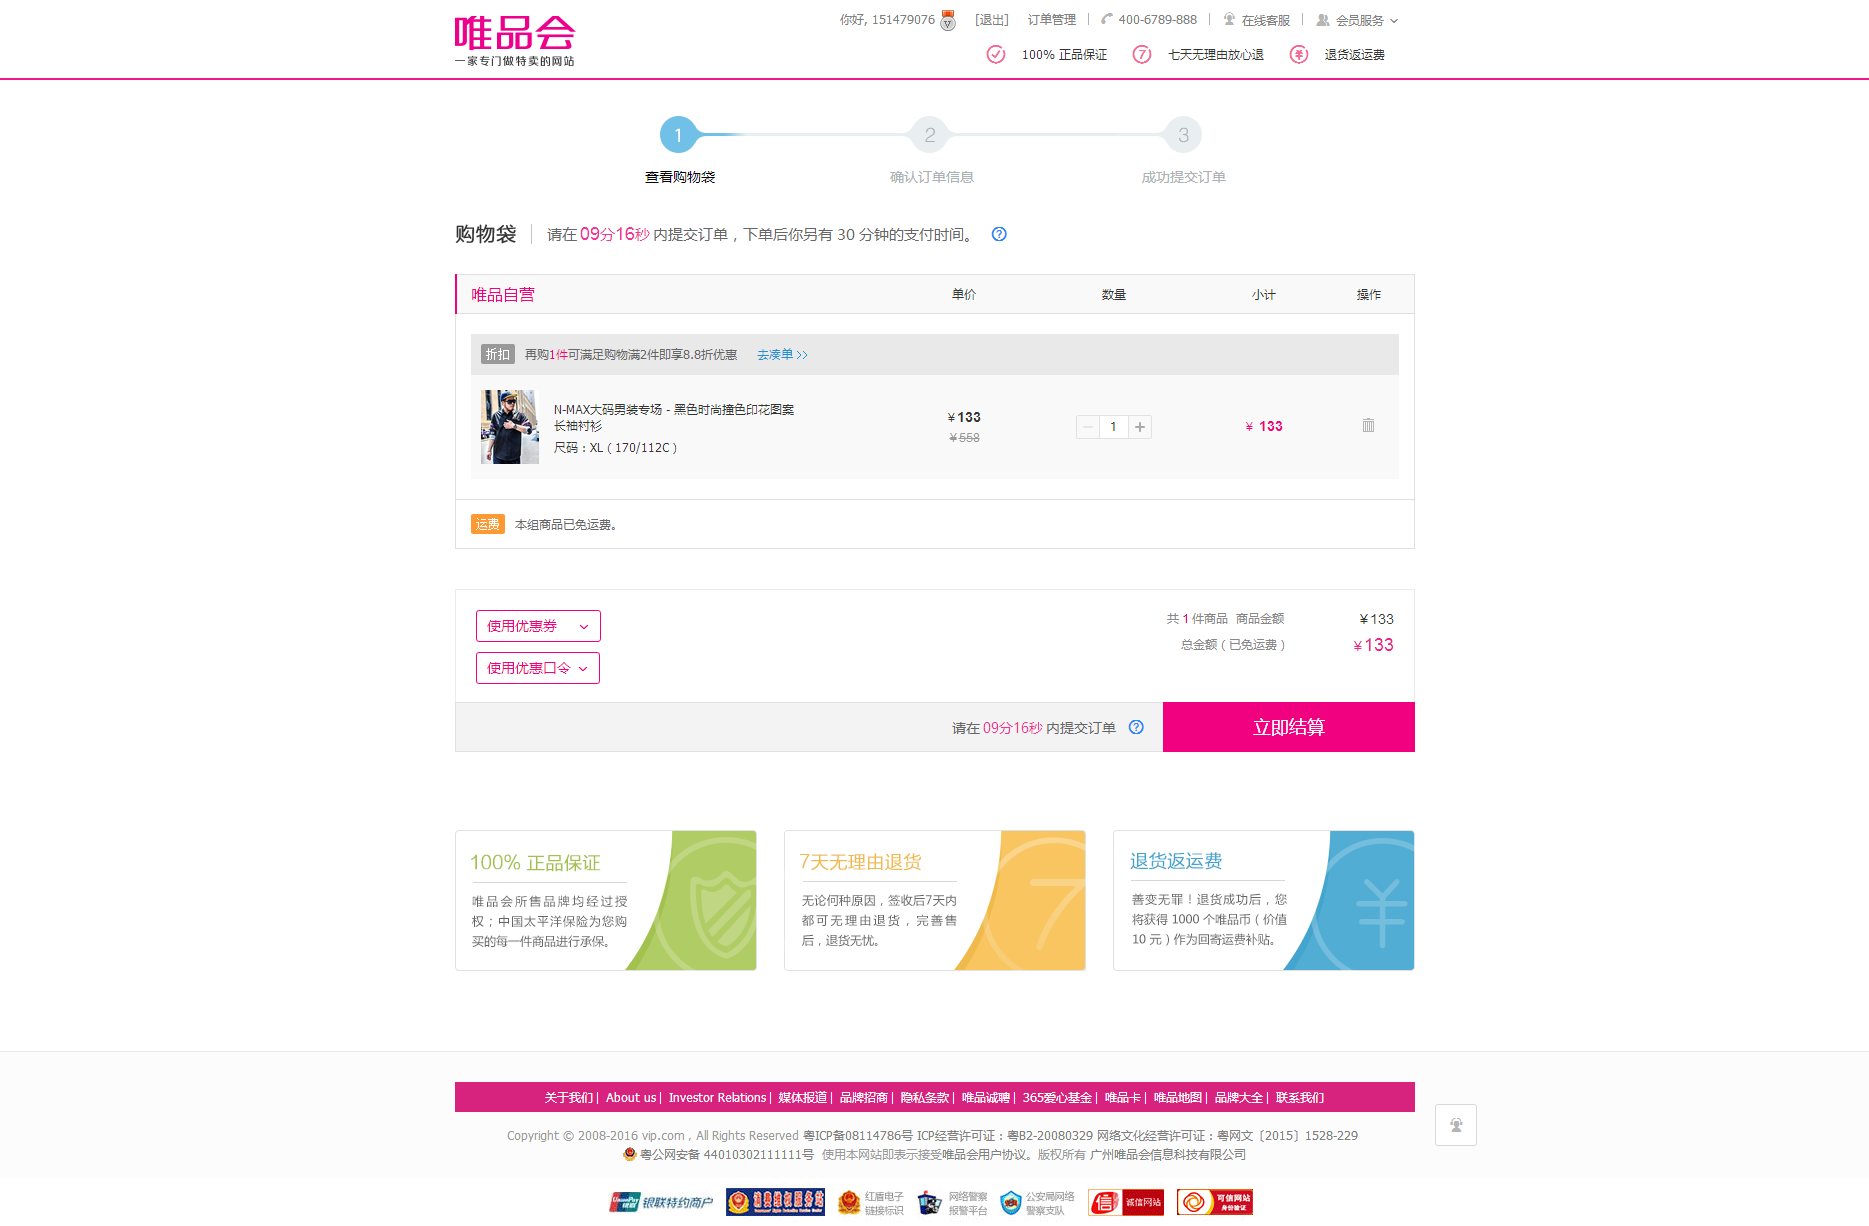 唯品会
一家专门做特卖的网站
你好, 151479076 [退出] 订单管理 400-6789-888 在线客服 会员服务
100% 正品保证 7 七天无理由放心退 退货返运费
1 2 3
查看购物袋 确认订单信息 成功提交订单
购物袋 请在 09分16秒 内提交订单，下单后你另有 30 分钟的支付时间。
唯品自营 单价 数量 小计 操作
折扣 再购1件可满足购物满2件即享8.8折优惠 去凑单 >>
N-MAX大码男装专场 - 黑色时尚撞色印花图案
长袖衬衫
尺码：XL（170/112C）
¥ 133
¥ 558
− 1 +
¥ 133
运费 本组商品已免运费。
使用优惠券
使用优惠口令
共 1 件商品 商品金额 ¥ 133
总金额（已免运费） ¥ 133
请在 09分16秒 内提交订单 立即结算
100% 正品保证
唯品会所售品牌均经过授
权；中国太平洋保险为您购
买的每一件商品进行承保。
7天无理由退货
无论何种原因，签收后7天内
都可无理由退货，完善售
后，退货无忧。
7
退货返运费
善变无罪！退货成功后，您
将获得 1000 个唯品币（价值
10 元）作为回寄运费补贴。
¥
关于我们 | About us | Investor Relations | 媒体报道 | 品牌招商 | 隐私条款 | 唯品诚聘 | 365爱心基金 | 唯品卡 | 唯品地图 | 品牌大全 | 联系我们
Copyright © 2008-2016 vip.com，All Rights Reserved 粤ICP备08114786号 ICP经营许可证：粤B2-20080329 网络文化经营许可证：粤网文〔2015〕1528-229
粤公网安备 44010302111111号 使用本网站即表示接受唯品会用户协议。版权所有 广州唯品会信息科技有限公司
UnionPay 银联 银联特约商户
消费维权服务站
红盾电子
链接标识
网络警察
报警平台
公安局网络
警察支队
信 诚信网站
可信网站
身份验证